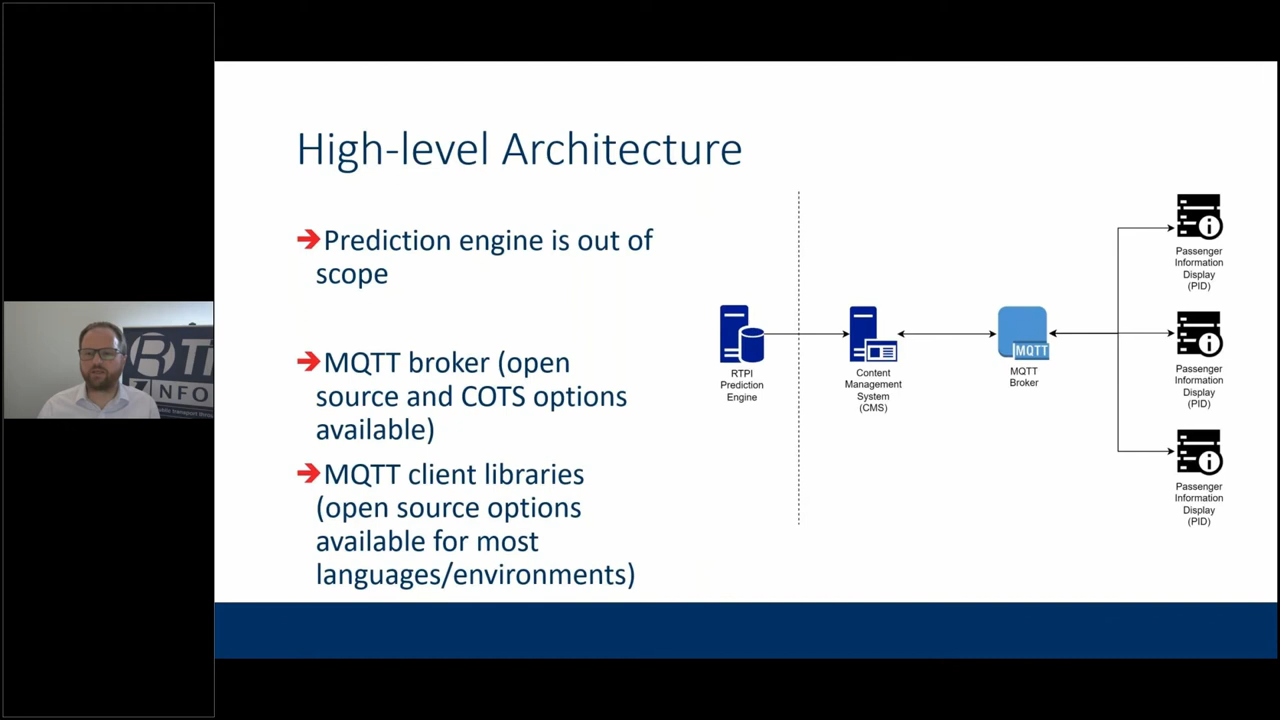 High-level Architecture
➔Prediction engine is out of
scope
➔MQTT broker (open
source and COTS options
available)
➔MQTT client libraries
(open source options
available for most
languages/environments)
RTPI
Prediction
Engine
Content
Management
System
(CMS)
MQTT
MQTT
Broker
Passenger
Information
Display
(PID)
Passenger
Information
Display
(PID)
Passenger
Information
Display
(PID)
INFO